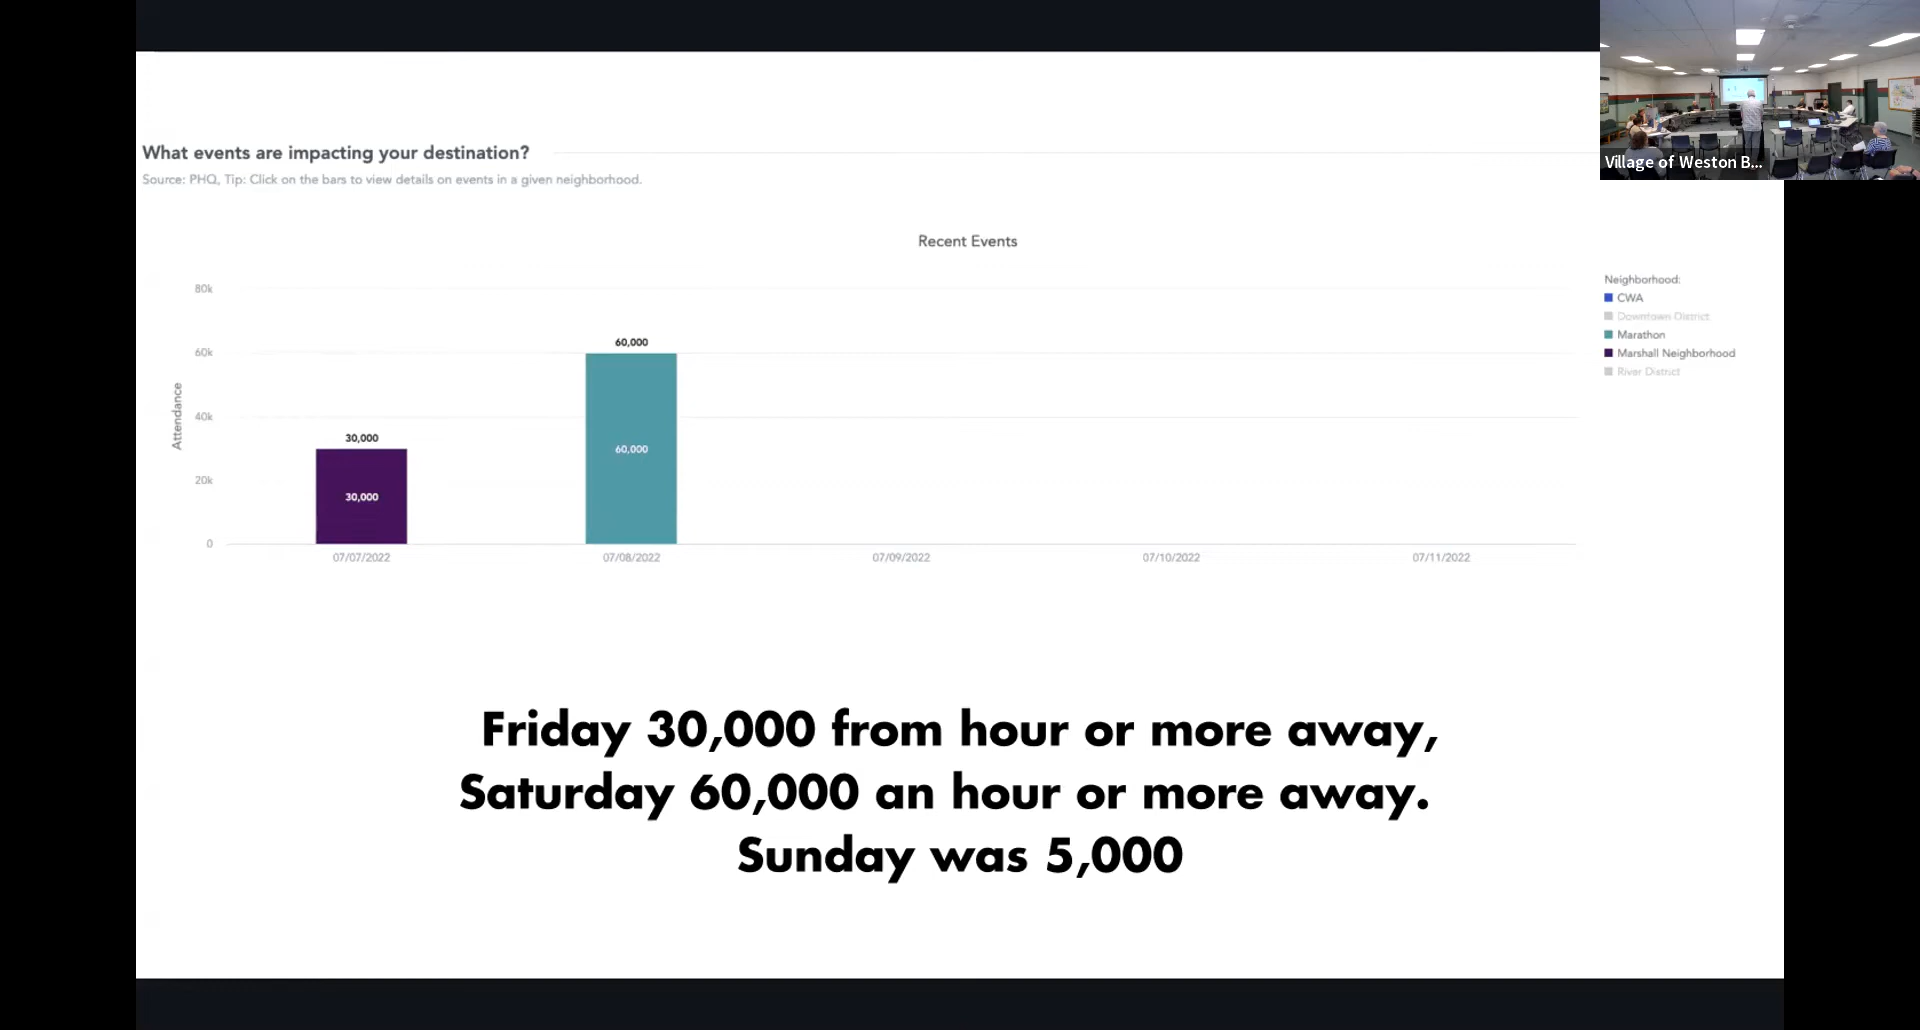 Village of Weston B...
What events are impacting your destination?
Source: PHQ, Tip: Click on the bars to view details on events in a given neighborhood.
Recent Events
Neighborhood:
CWA
Downtown District
Marathon
Marshall Neighborhood
River District
Attendance
80k
60k
40k
20k
0
30,000
30,000
60,000
60,000
07/07/2022
07/08/2022
07/09/2022
07/10/2022
07/11/2022
Friday 30,000 from hour or more away,
Saturday 60,000 an hour or more away.
Sunday was 5,000